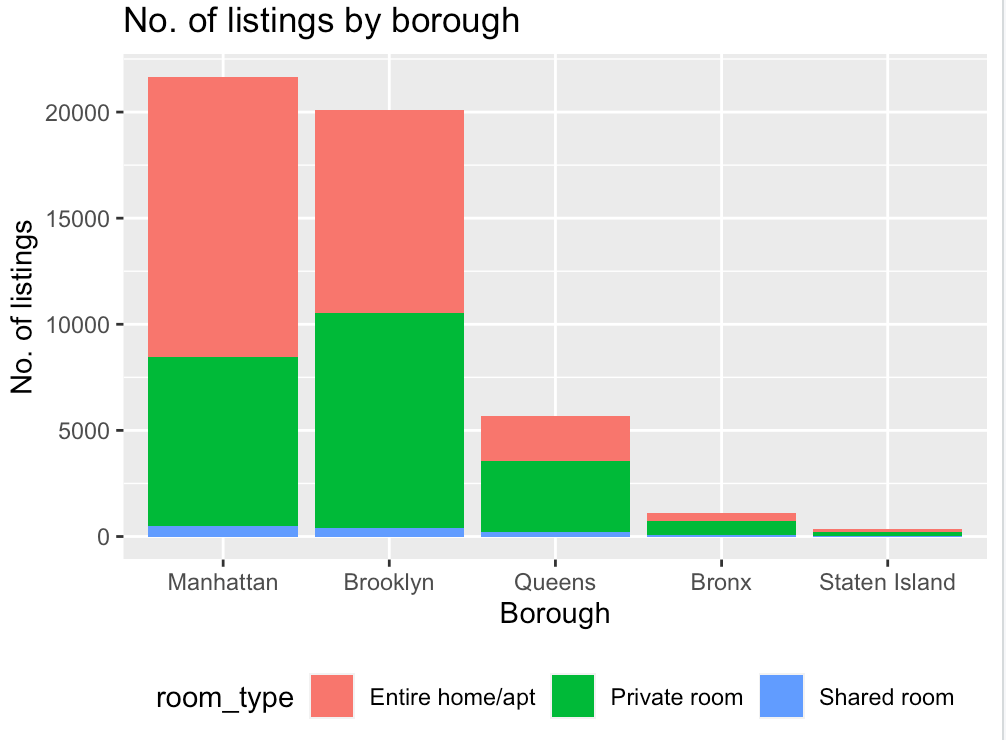 No. of listings by borough
No. of listings
20000
15000
10000
5000
0
Manhattan Brooklyn Queens Bronx Staten Island
Borough
room_type Entire home/apt Private room Shared room